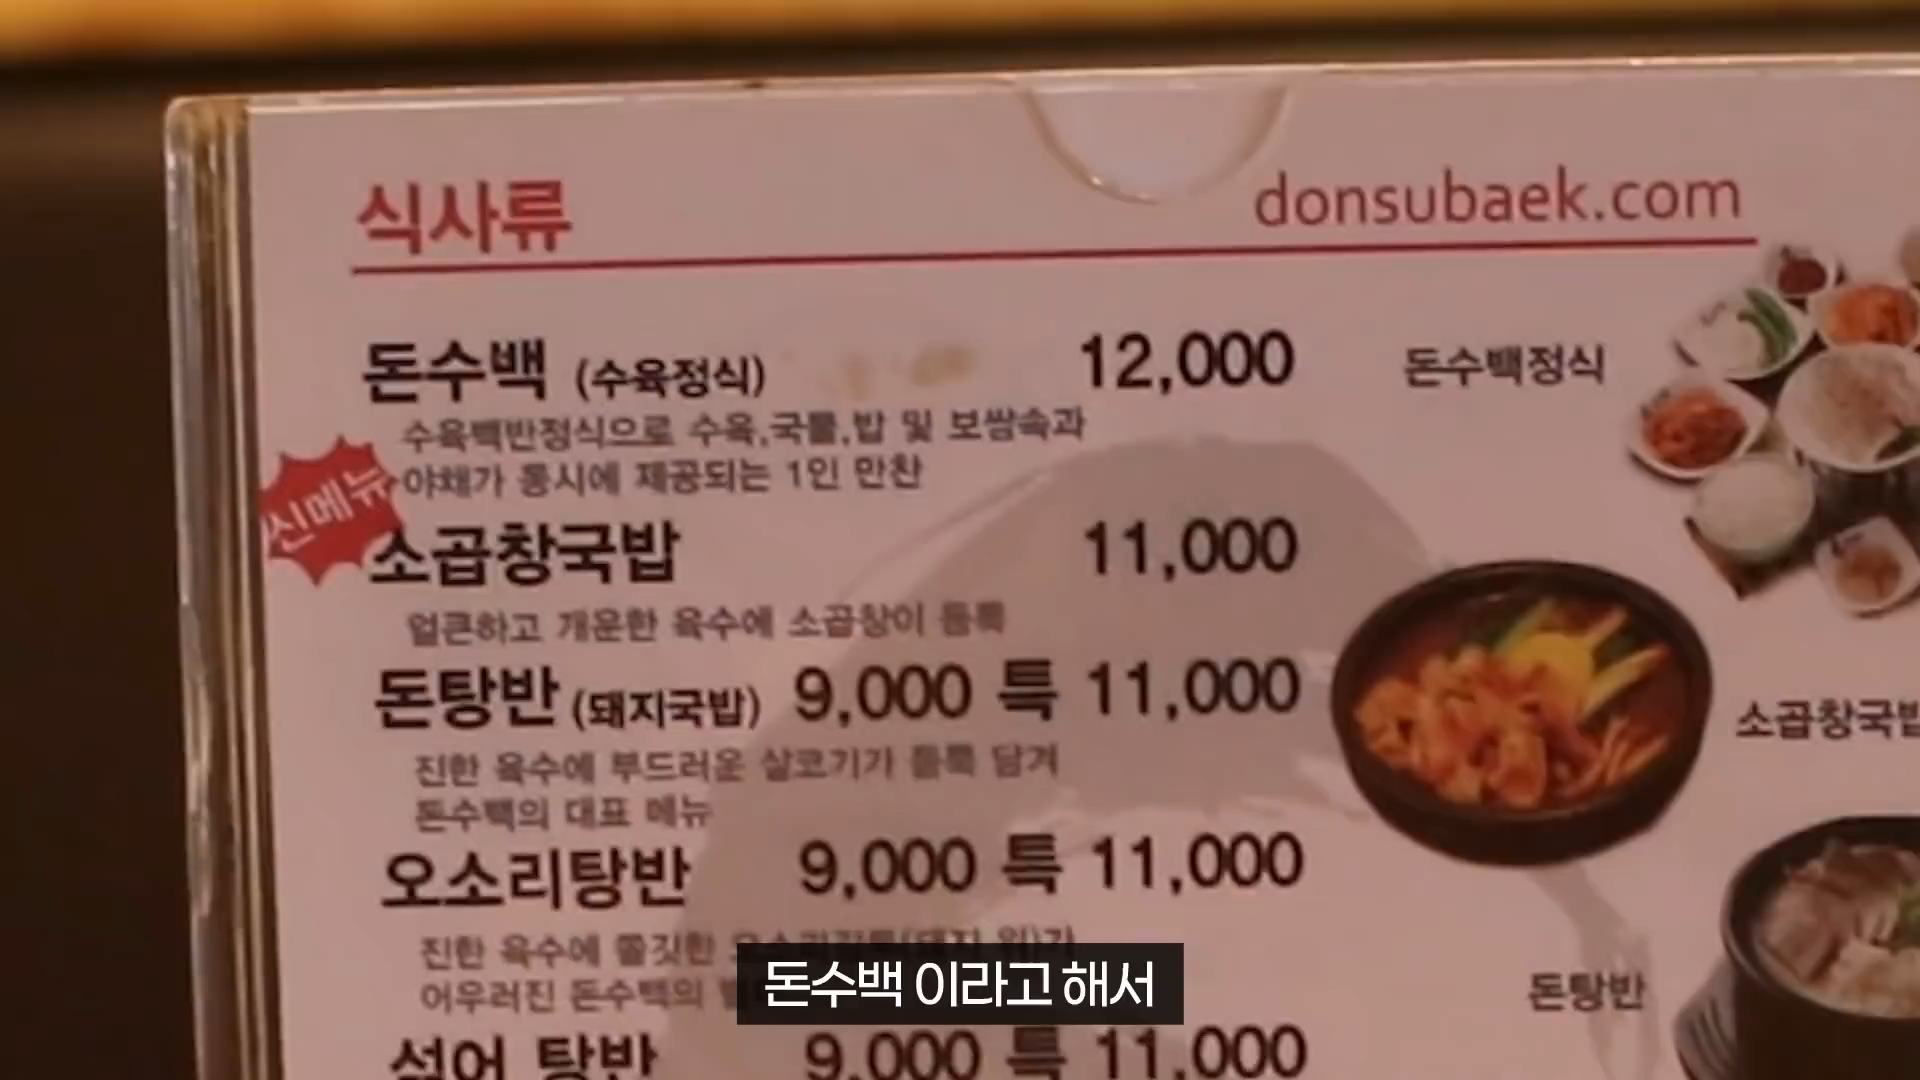 식사류
donsubaek.com
돈수백 (수육정식) 12,000
돈수백정식
수육백반정식으로 수육,국물,밥 및 보쌈속과
야채가 동시에 제공되는 1인 만찬
신메뉴
소곱창국밥 11,000
얼큰하고 개운한 육수에 소곱창이 듬뿍
소곱창국밥
돈탕반 (돼지국밥) 9,000 특 11,000
진한 육수에 부드러운 살코기가 듬뿍 담겨
돈수백의 대표 메뉴
오소리탕반 9,000 특 11,000
진한 육수에 쫄깃한
어우러진 돈수백의
돈탕반
섞어 탕반 9,000 특 11,000
돈수백 이라고 해서